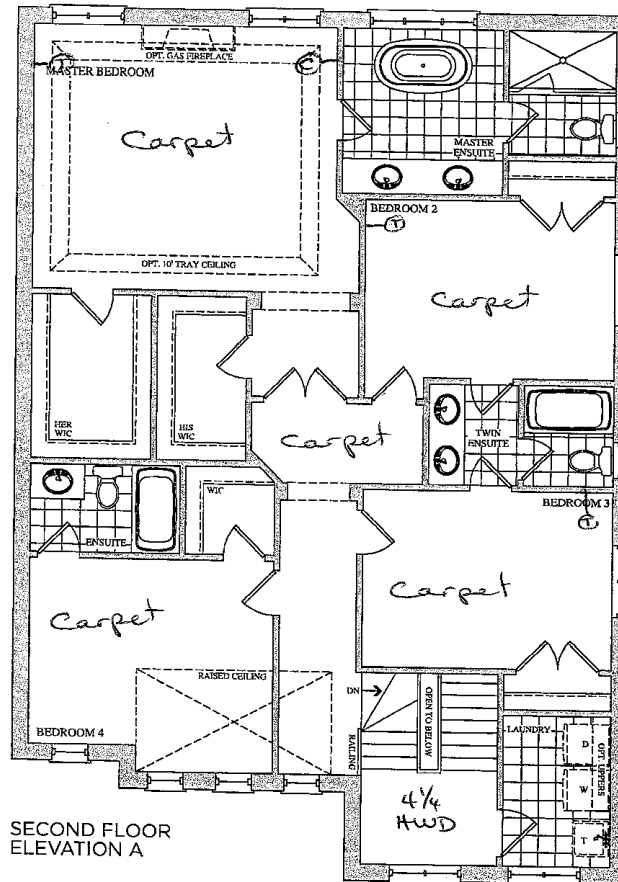 OPT. GAS FIREPLACE
T
C
MASTER BEDROOM
Carpet
MASTER
ENSUITE
OPT. 10' TRAY CEILING
BEDROOM 2
T
Carpet
HER
WIC
HIS
WIC
Carpet
TWIN
ENSUITE
WIC
ENSUITE
BEDROOM 3
T
Carpet
Carpet
RAISED CEILING
DN
OPEN TO BELOW
RAILING
BEDROOM 4
LAUNDRY
D
OPT. UPPERS
W
T
4 1/4
HWD
SECOND FLOOR
ELEVATION A